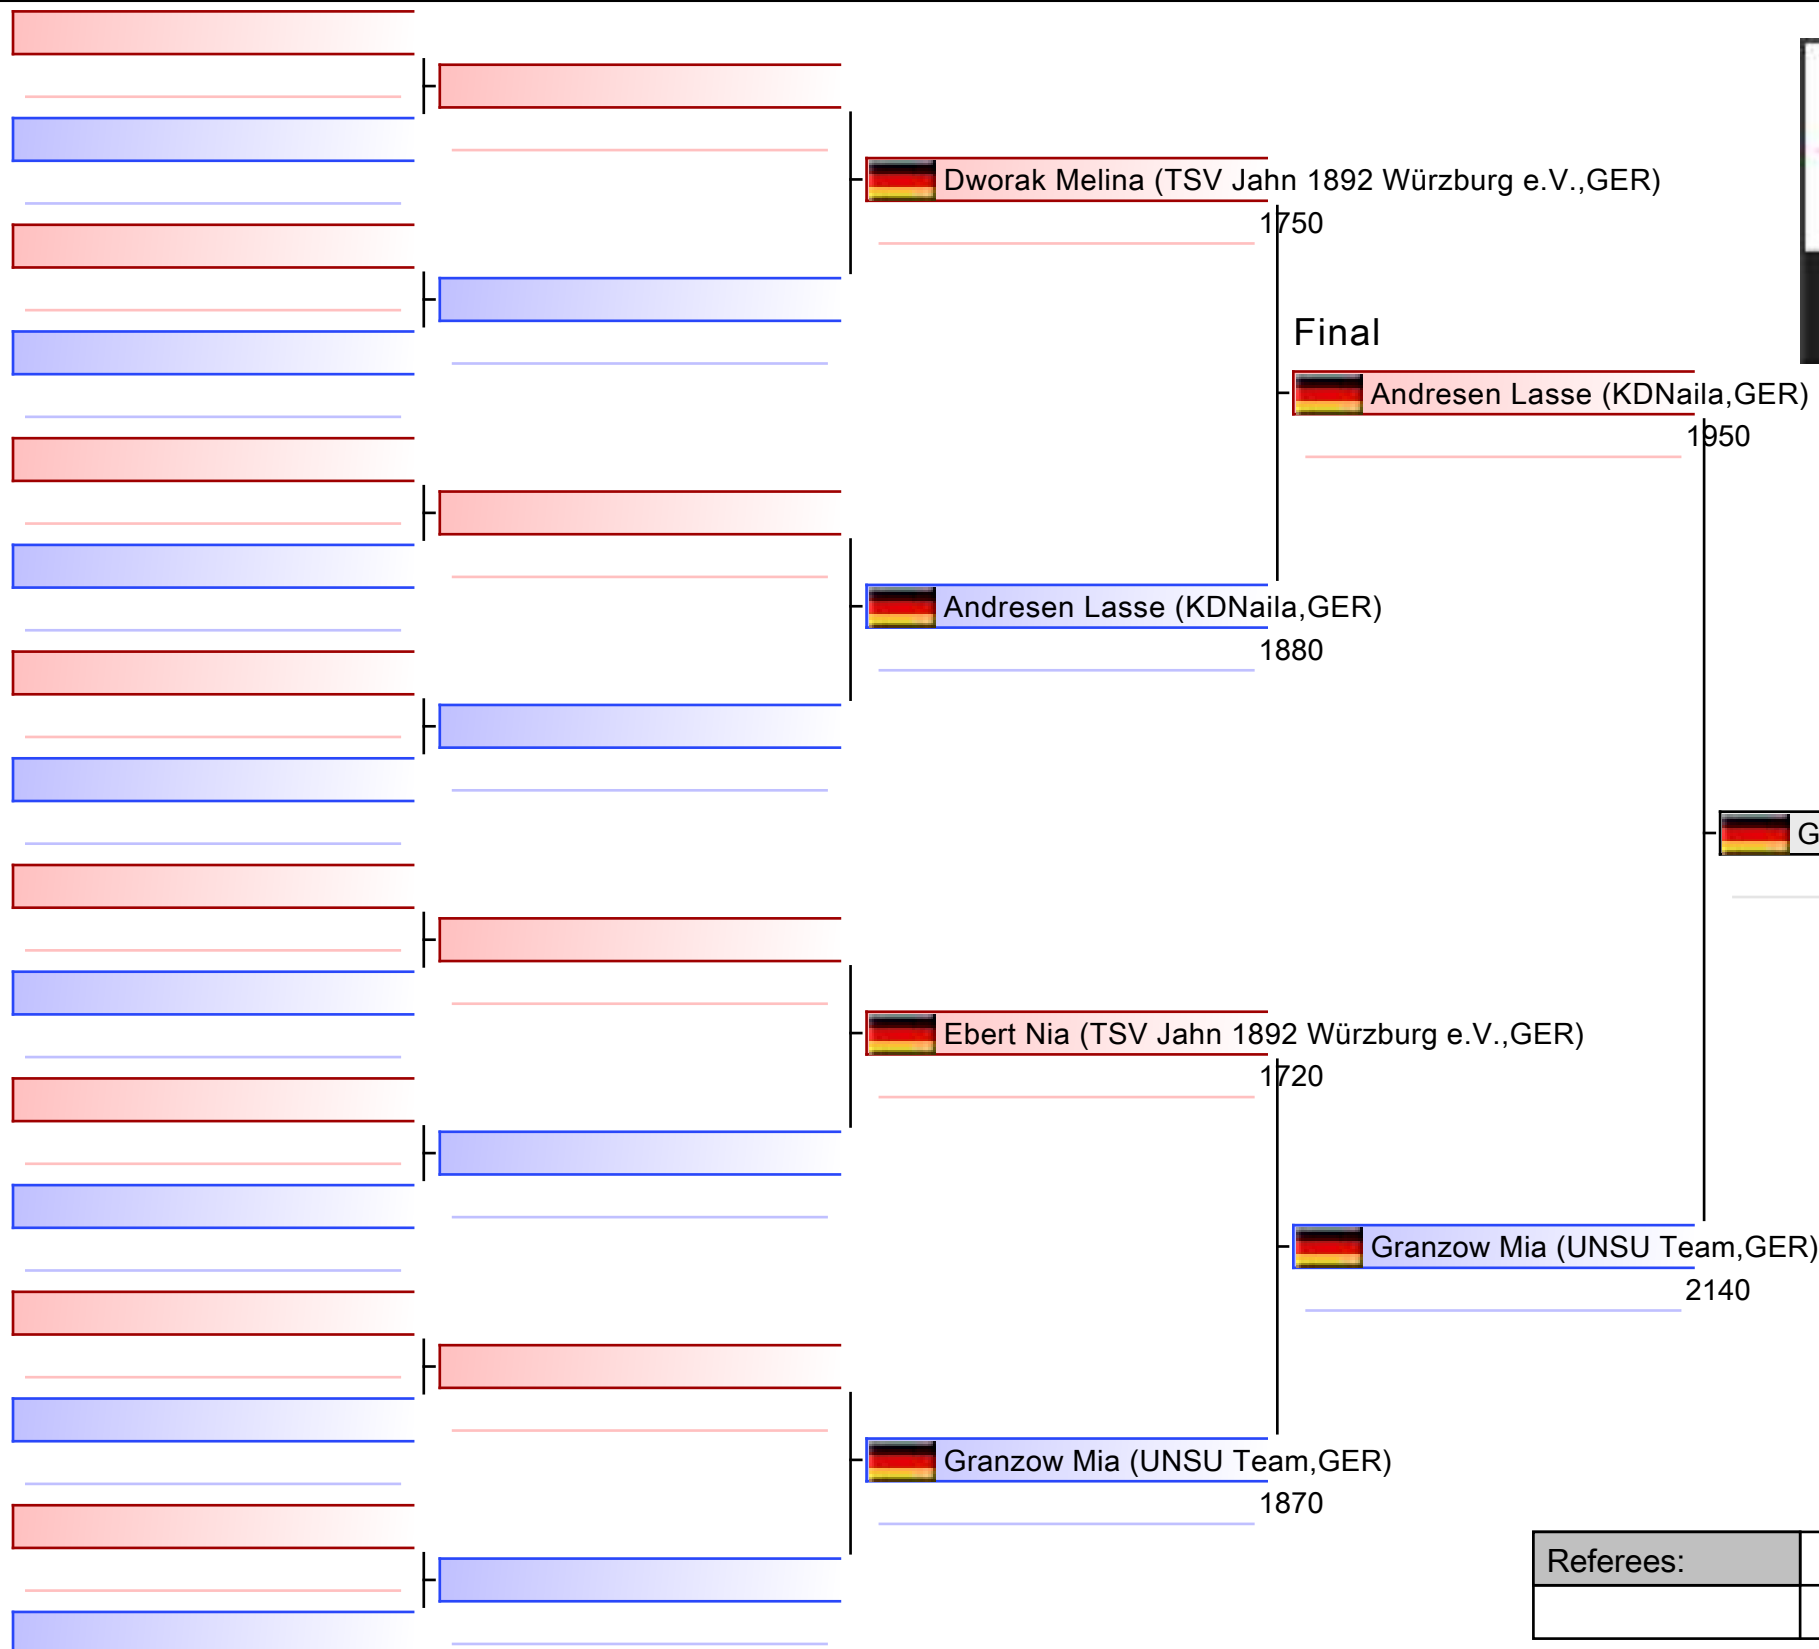 Dworak Melina (TSV Jahn 1892 Würzburg e.V.,GER)
1750
Final
Andresen Lasse (KDNaila,GER)
1950
Andresen Lasse (KDNaila,GER)
1880
G
Ebert Nia (TSV Jahn 1892 Würzburg e.V.,GER)
1720
Granzow Mia (UNSU Team,GER)
2140
Granzow Mia (UNSU Team,GER)
1870
Referees: